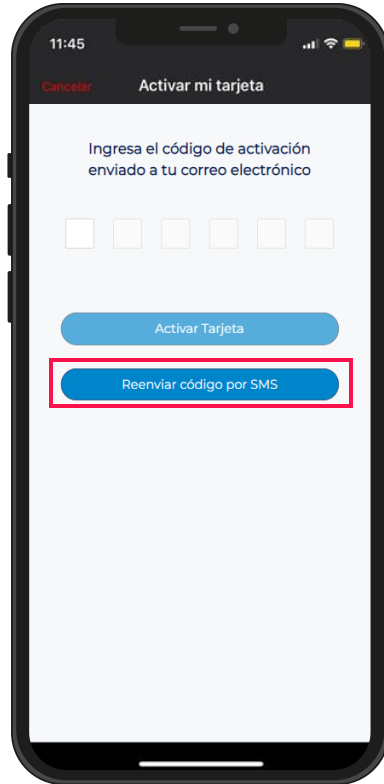 11:45
Cancelar Activar mi tarjeta
Ingresa el código de activación
enviado a tu correo electrónico
Activar Tarjeta
Reenviar código por SMS